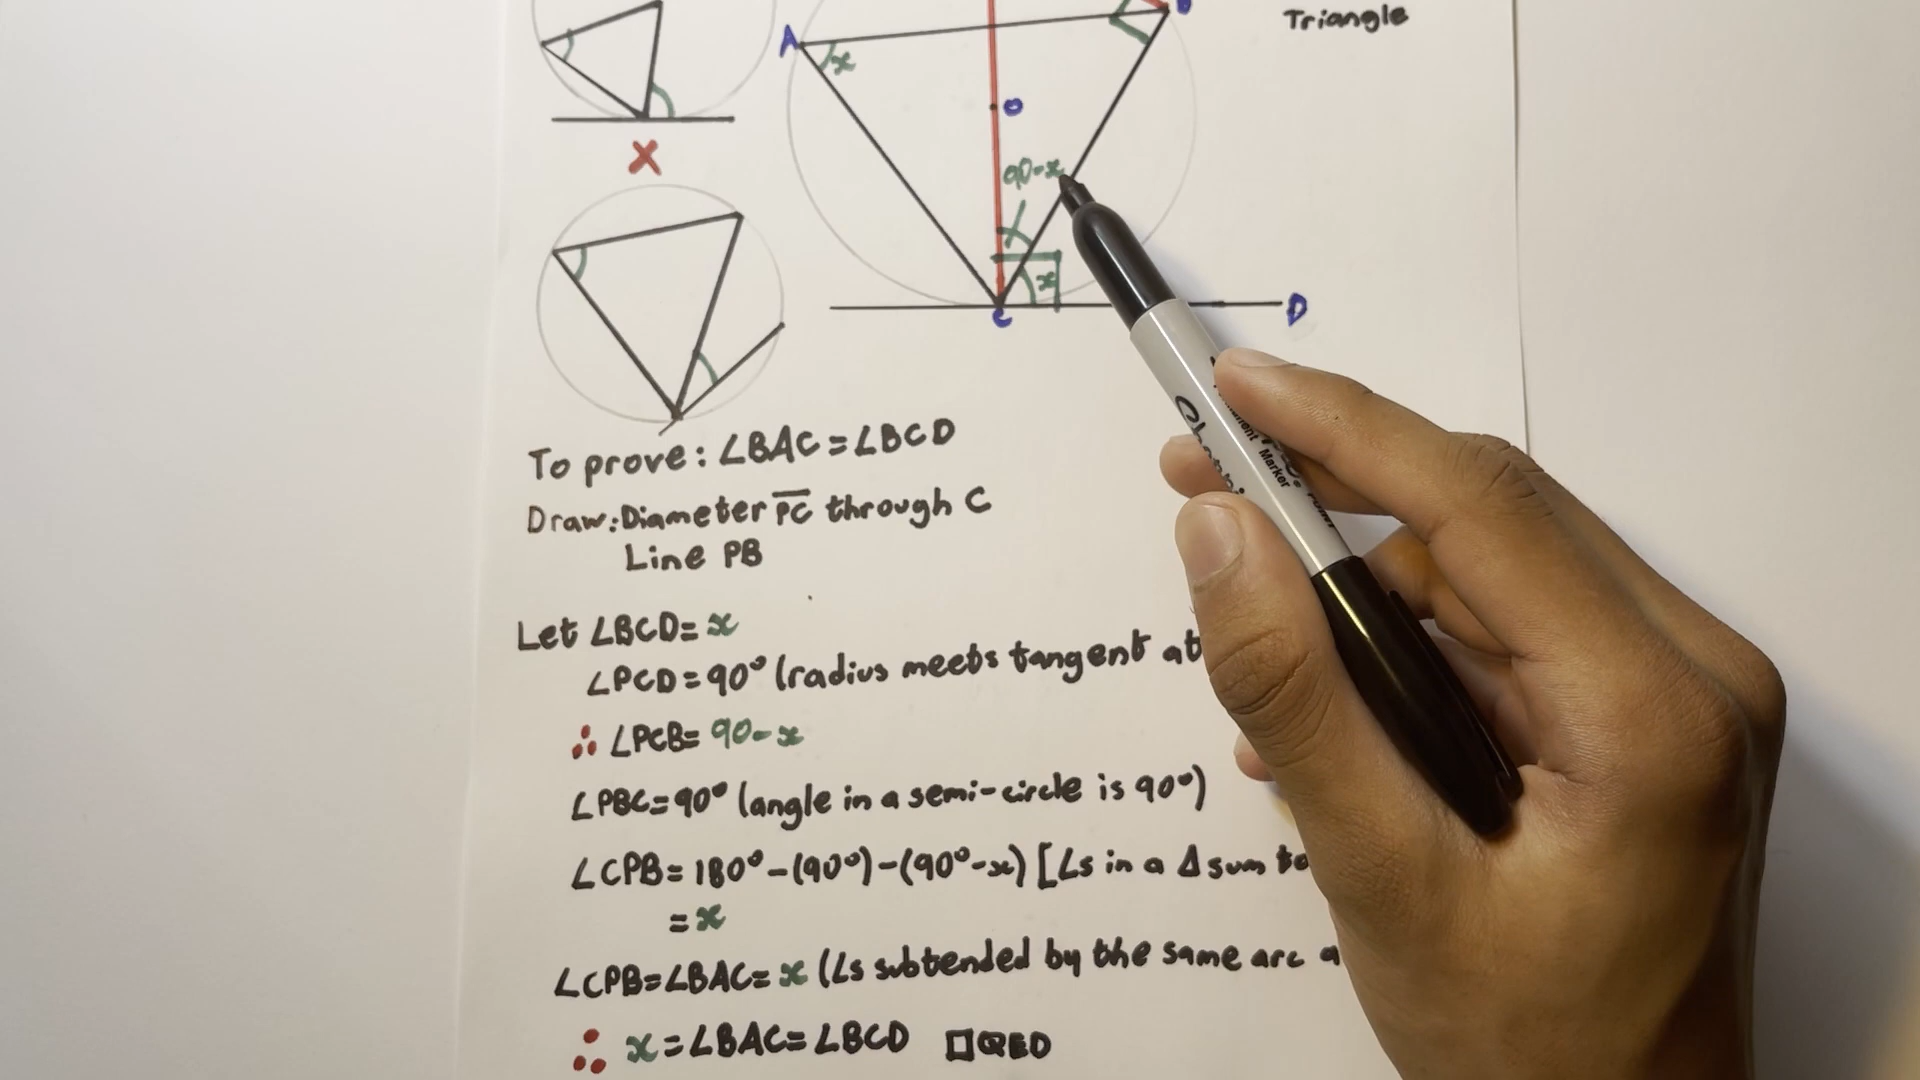 Triangle
A
x
O
90-x
x
C
D
X
To prove: ∠BAC=∠BCD
Draw: Diameter P̅C̅ through C
Line PB
Let ∠BCD= x
∠PCD=90° (radius meets tangent at
∴ ∠PCB= 90-x
∠PBC=90° (angle in a semi-circle is 90°)
∠CPB= 180°-(90°)-(90°-x) [∠s in a Δ sum to
= x
∠CPB=∠BAC= x (∠s subtended by the same arc
∴ x=∠BAC=∠BCD □QED
Marker